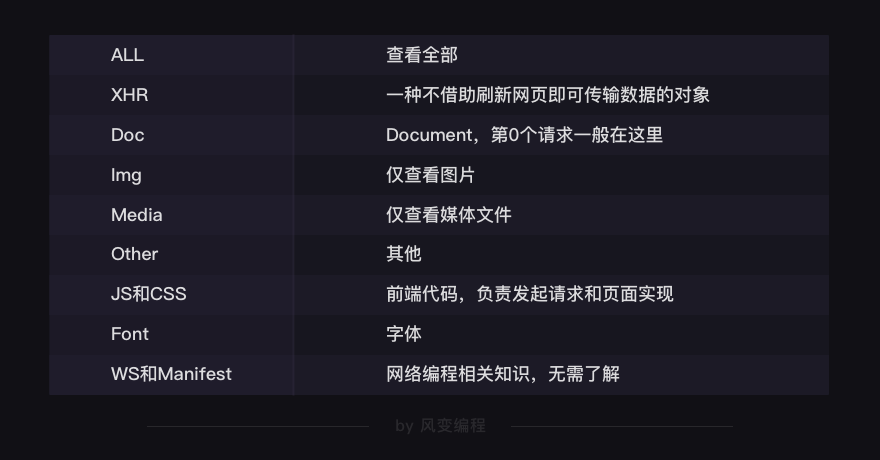 ALL 查看全部
XHR 一种不借助刷新网页即可传输数据的对象
Doc Document，第0个请求一般在这里
Img 仅查看图片
Media 仅查看媒体文件
Other 其他
JS和CSS 前端代码，负责发起请求和页面实现
Font 字体
WS和Manifest 网络编程相关知识，无需了解
by 风变编程